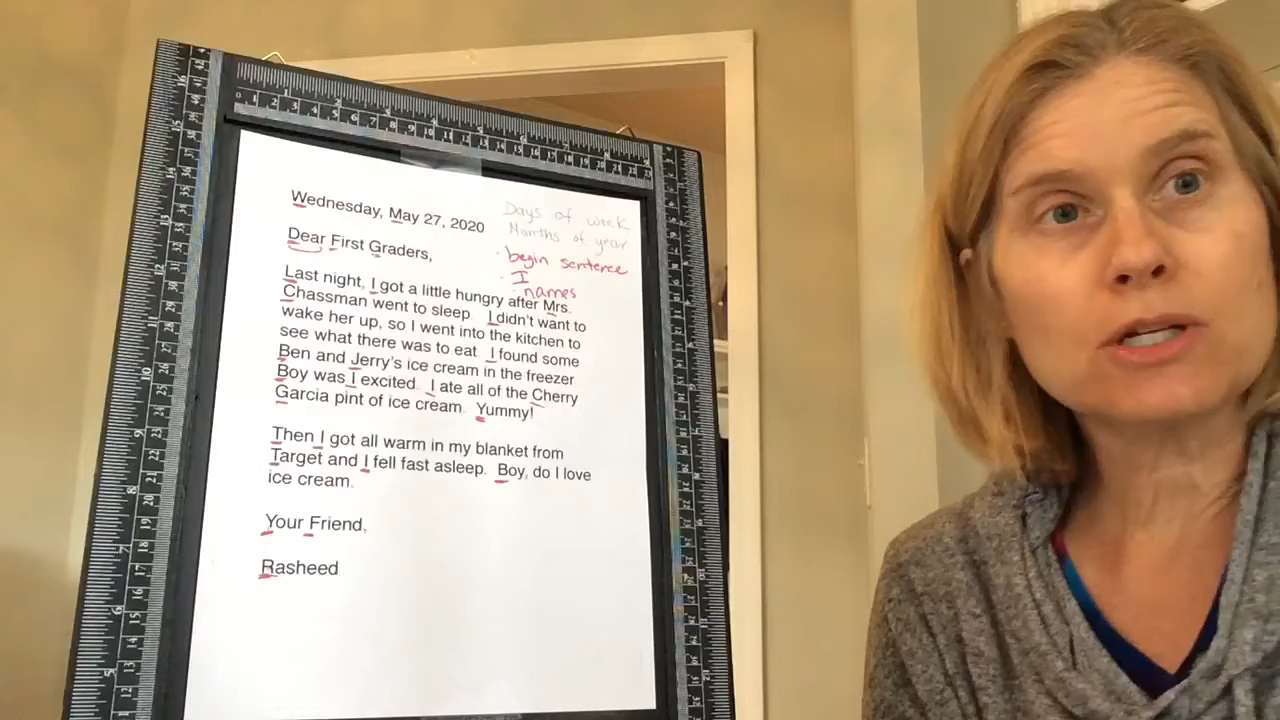 Wednesday, May 27, 2020
Days of week
Months of year
Dear First Graders,
· begin sentence
· I
· names
Last night, I got a little hungry after Mrs.
Chassman went to sleep. I didn't want to
wake her up, so I went into the kitchen to
see what there was to eat. I found some
Ben and Jerry's ice cream in the freezer.
Boy was I excited. I ate all of the Cherry
Garcia pint of ice cream. Yummy!
Then I got all warm in my blanket from
Target and I fell fast asleep. Boy, do I love
ice cream.
Your Friend,
Rasheed